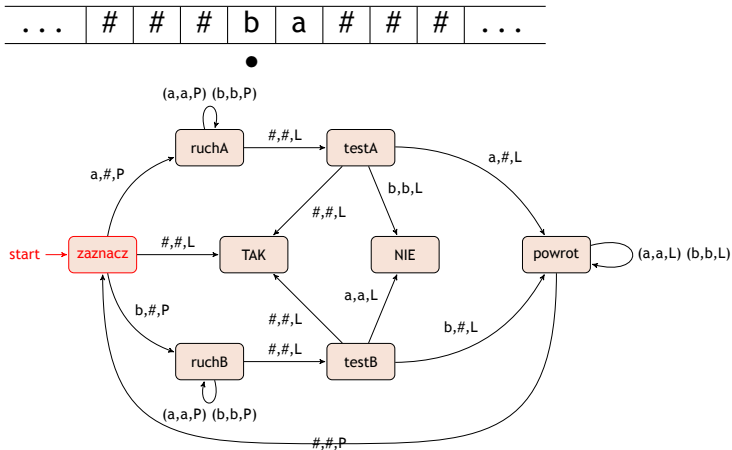 . . . # # # b a # # # . . .
(a,a,P) (b,b,P)
#,#,L
ruchA
testA
a,#,P
a,#,L
b,b,L
#,#,L
start
zaznacz
#,#,L
TAK
NIE
powrot
(a,a,L) (b,b,L)
a,a,L
b,#,P
#,#,L
b,#,L
#,#,L
ruchB
testB
(a,a,P) (b,b,P)
#,#,P